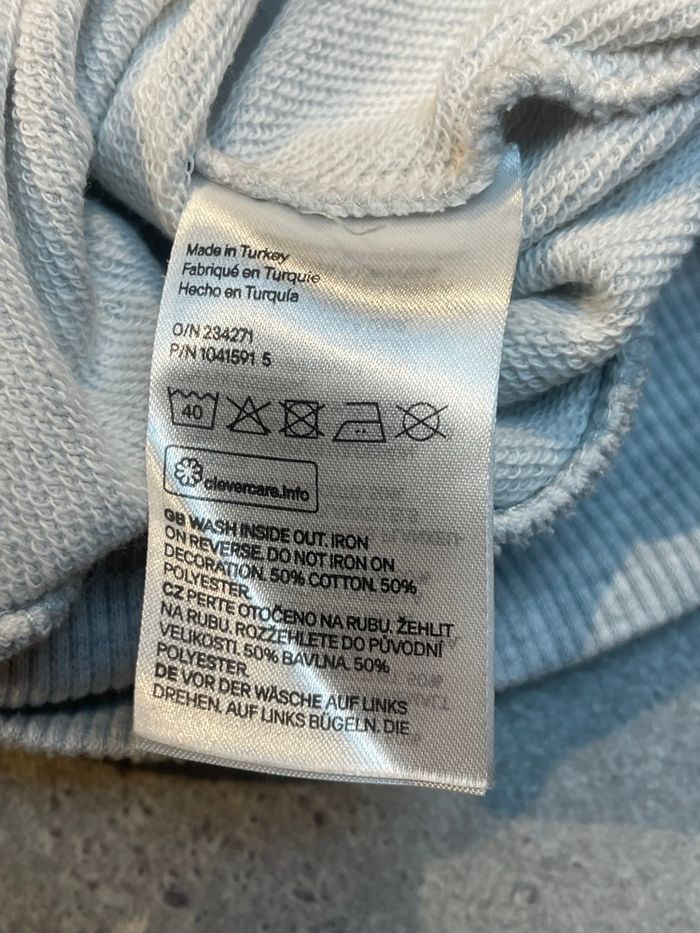 Made in Turkey
Fabriqué en Turquie
Hecho en Turquía
O/N 234271
P/N 1041591 5
40
clevercare.info
GB WASH INSIDE OUT. IRON
ON REVERSE. DO NOT IRON ON
DECORATION. 50% COTTON. 50%
POLYESTER
CZ PERTE OTOČENO NA RUBU. ŽEHLIT
NA RUBU. ROZŽEHLETE DO PŮVODNÍ
VELIKOSTI. 50% BAVLNA. 50%
POLYESTER
DE VOR DER WÄSCHE AUF LINKS
DREHEN. AUF LINKS BÜGELN. DIE